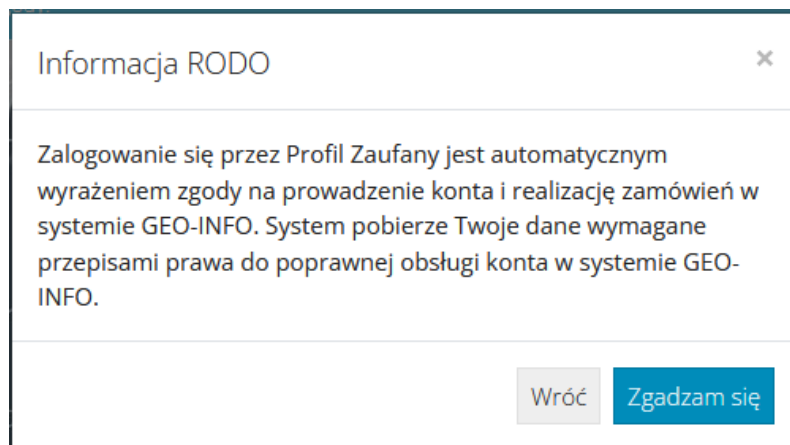 Informacja RODO
×
Zalogowanie się przez Profil Zaufany jest automatycznym
wyrażeniem zgody na prowadzenie konta i realizację zamówień w
systemie GEO-INFO. System pobierze Twoje dane wymagane
przepisami prawa do poprawnej obsługi konta w systemie GEO-
INFO.
Wróć
Zgadzam się